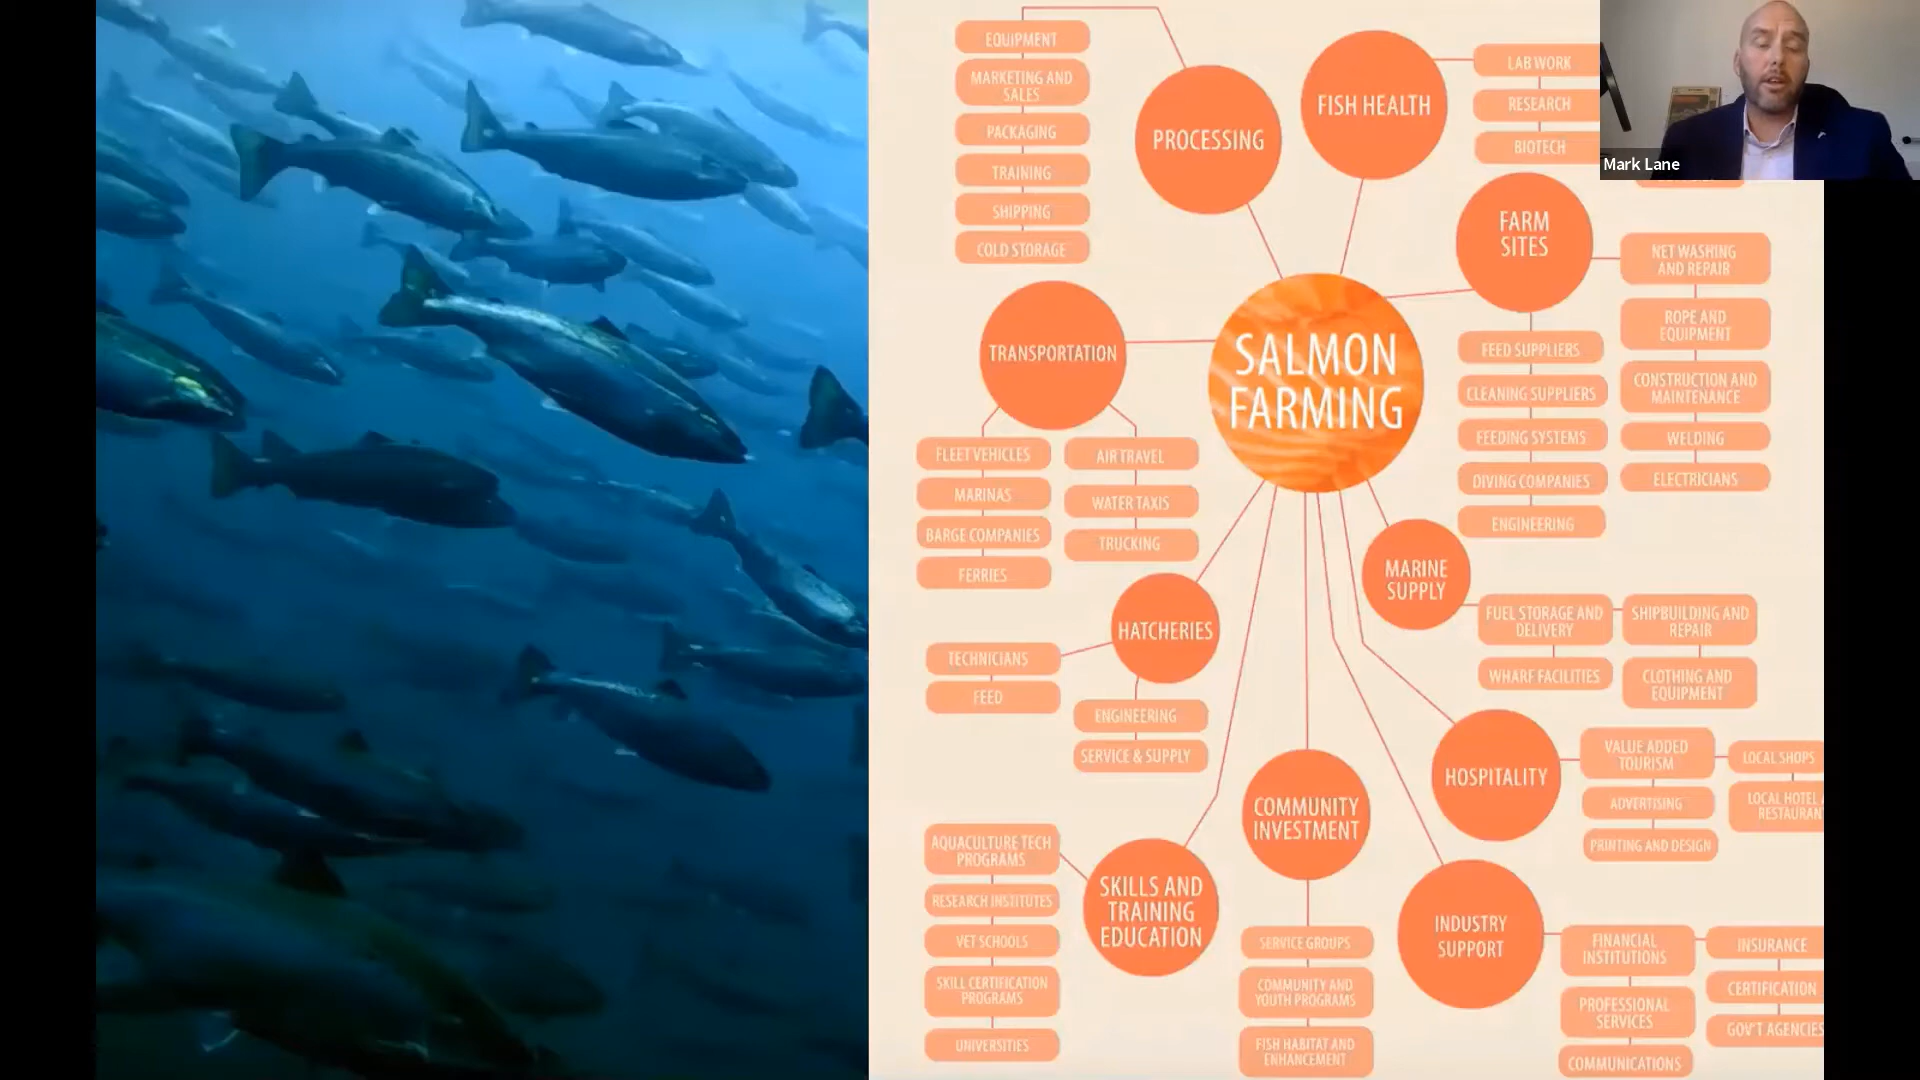 EQUIPMENT
MARKETING AND
SALES
PACKAGING
TRAINING
SHIPPING
COLD STORAGE
PROCESSING
FISH HEALTH
LAB WORK
RESEARCH
BIOTECH
Mark Lane
FARM
SITES
NET WASHING
AND REPAIR
ROPE AND
EQUIPMENT
CONSTRUCTION AND
MAINTENANCE
WELDING
ELECTRICIANS
FEED SUPPLIERS
CLEANING SUPPLIERS
FEEDING SYSTEMS
DIVING COMPANIES
ENGINEERING
SALMON
FARMING
TRANSPORTATION
FLEET VEHICLES
MARINAS
BARGE COMPANIES
FERRIES
AIR TRAVEL
WATER TAXIS
TRUCKING
MARINE
SUPPLY
FUEL STORAGE AND
DELIVERY
WHARF FACILITIES
SHIPBUILDING AND
REPAIR
CLOTHING AND
EQUIPMENT
HATCHERIES
TECHNICIANS
FEED
ENGINEERING
SERVICE & SUPPLY
HOSPITALITY
VALUE ADDED
TOURISM
ADVERTISING
PRINTING AND DESIGN
LOCAL SHOPS
LOCAL HOTEL
RESTAURAN
COMMUNITY
INVESTMENT
SERVICE GROUPS
COMMUNITY AND
YOUTH PROGRAMS
FISH HABITAT AND
ENHANCEMENT
SKILLS AND
TRAINING
EDUCATION
AQUACULTURE TECH
PROGRAMS
RESEARCH INSTITUTES
VET SCHOOLS
SKILL CERTIFICATION
PROGRAMS
UNIVERSITIES
INDUSTRY
SUPPORT
FINANCIAL
INSTITUTIONS
PROFESSIONAL
SERVICES
COMMUNICATIONS
INSURANCE
CERTIFICATION
GOV'T AGENCIES